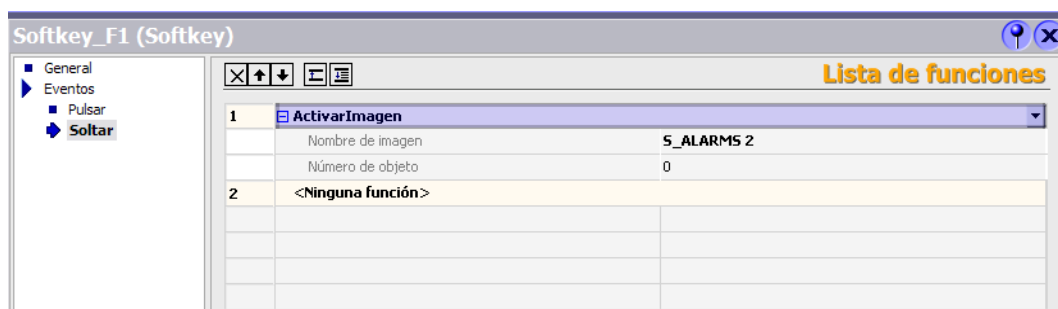 Softkey_F1 (Softkey)
General
Eventos
Pulsar
Soltar
Lista de funciones
1 ActivarImagen
Nombre de imagen S_ALARMS 2
Número de objeto 0
2 <Ninguna función>